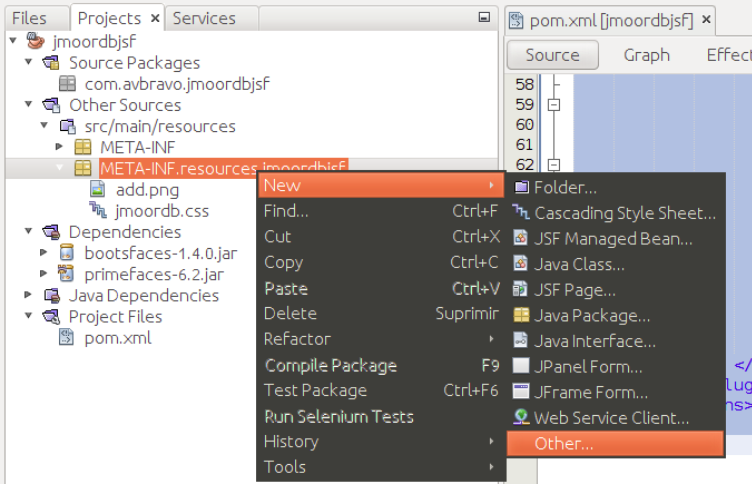 Files
Projects ×
Services
jmoordbjsf
Source Packages
com.avbravo.jmoordbjsf
Other Sources
src/main/resources
META-INF
META-INF.resources.jmoordbjsf
add.png
jmoordb.css
Dependencies
bootsfaces-1.4.0.jar
primefaces-6.2.jar
Java Dependencies
Project Files
pom.xml
New
Find... Ctrl+F
Cut Ctrl+X
Copy Ctrl+C
Paste Ctrl+V
Delete Suprimir
Refactor
Compile Package F9
Test Package Ctrl+F6
Run Selenium Tests
History
Tools
Folder...
Cascading Style Sheet...
JSF Managed Bean...
Java Class...
JSF Page...
Java Package...
Java Interface...
JPanel Form...
JFrame Form...
Web Service Client...
Other...
pom.xml [jmoordbjsf] ×
Source Graph Effect
58
59
60
61
62
</
lug
ns>